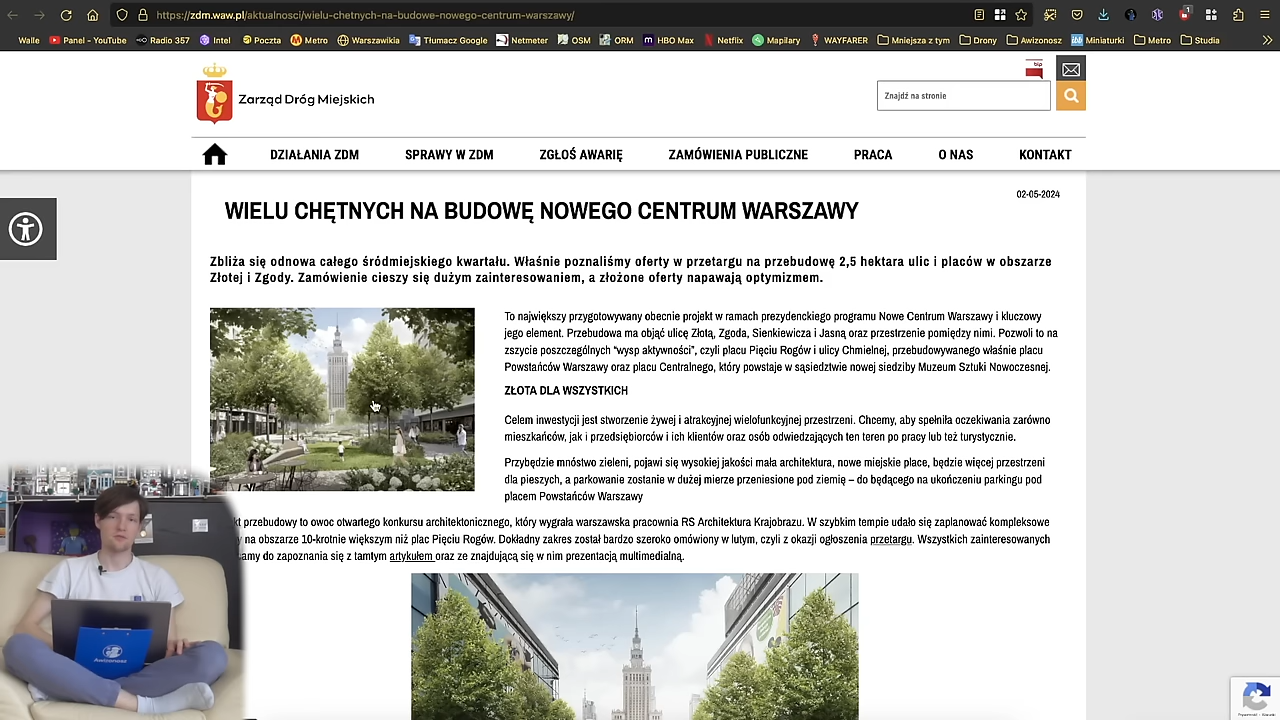 https://zdm.waw.pl/aktualnosci/wielu-chetnych-na-budowe-nowego-centrum-warszawy/
Walle Panel - YouTube Radio 357 Intel Poczta Metro Warszawikia Tłumacz Google Netmeter OSM ORM HBO Max Netflix Mapilary WAYFARER Mniejsza z tym Drony Awizonosz Miniaturki Metro Studia
bip
Zarząd Dróg Miejskich
Znajdź na stronie
DZIAŁANIA ZDM SPRAWY W ZDM ZGŁOŚ AWARIĘ ZAMÓWIENIA PUBLICZNE PRACA O NAS KONTAKT
02-05-2024
WIELU CHĘTNYCH NA BUDOWĘ NOWEGO CENTRUM WARSZAWY
Zbliża się odnowa całego śródmiejskiego kwartału. Właśnie poznaliśmy oferty w przetargu na przebudowę 2,5 hektara ulic i placów w obszarze
Złotej i Zgody. Zamówienie cieszy się dużym zainteresowaniem, a złożone oferty napawają optymizmem.
To największy przygotowywany obecnie projekt w ramach prezydenckiego programu Nowe Centrum Warszawy i kluczowy
jego element. Przebudowa ma objąć ulicę Złotą, Zgoda, Sienkiewicza i Jasną oraz przestrzenie pomiędzy nimi. Pozwoli to na
zszycie poszczególnych “wysp aktywności”, czyli placu Pięciu Rogów i ulicy Chmielnej, przebudowywanego właśnie placu
Powstańców Warszawy oraz placu Centralnego, który powstaje w sąsiedztwie nowej siedziby Muzeum Sztuki Nowoczesnej.
ZŁOTA DLA WSZYSTKICH
Celem inwestycji jest stworzenie żywej i atrakcyjnej wielofunkcyjnej przestrzeni. Chcemy, aby spełniła oczekiwania zarówno
mieszkańców, jak i przedsiębiorców i ich klientów oraz osób odwiedzających ten teren po pracy lub też turystycznie.
Przybędzie mnóstwo zieleni, pojawi się wysokiej jakości mała architektura, nowe miejskie place, będzie więcej przestrzeni
dla pieszych, a parkowanie zostanie w dużej mierze przeniesione pod ziemię – do będącego na ukończeniu parkingu pod
placem Powstańców Warszawy
kt przebudowy to owoc otwartego konkursu architektonicznego, który wygrała warszawska pracownia RS Architektura Krajobrazu. W szybkim tempie udało się zaplanować kompleksowe
na obszarze 10-krotnie większym niż plac Pięciu Rogów. Dokładny zakres został bardzo szeroko omówiony w lutym, czyli z okazji ogłoszenia przetargu. Wszystkich zainteresowanych
amy do zapoznania się z tamtym artykułem oraz ze znajdującą się w nim prezentacją multimedialną.
Awizonosz